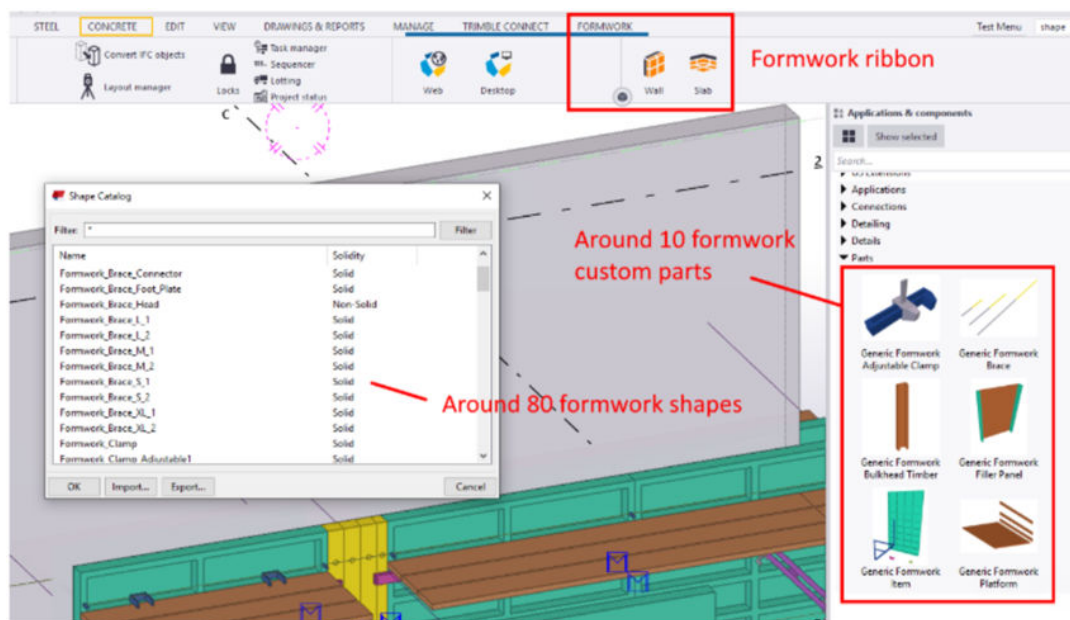 STEEL CONCRETE EDIT VIEW DRAWINGS & REPORTS MANAGE TRIMBLE CONNECT FORMWORK Test Menu shape
Convert IFC objects
Layout manager
Locks
Task manager
Sequencer
Lotting
Project status
Web Desktop
Wall Slab
Formwork ribbon
C
2
Applications & components
Show selected
Search...
Applications
Connections
Detailing
Details
Parts
Shape Catalog
Filter: * Filter
Name Solidity
Formwork_Brace_Connector Solid
Formwork_Brace_Foot_Plate Solid
Formwork_Brace_Head Non-Solid
Formwork_Brace_L_1 Solid
Formwork_Brace_L_2 Solid
Formwork_Brace_M_1 Solid
Formwork_Brace_M_2 Solid
Formwork_Brace_S_1 Solid
Formwork_Brace_S_2 Solid
Formwork_Brace_XL_1 Solid
Formwork_Brace_XL_2 Solid
Formwork_Clamp Solid
Formwork_Clamp_Adjustable1 Solid
OK Import... Export... Cancel
Around 10 formwork
custom parts
Around 80 formwork shapes
Generic Formwork
Adjustable Clamp
Generic Formwork
Brace
Generic Formwork
Bulkhead Timber
Generic Formwork
Filler Panel
Generic Formwork
Item
Generic Formwork
Platform